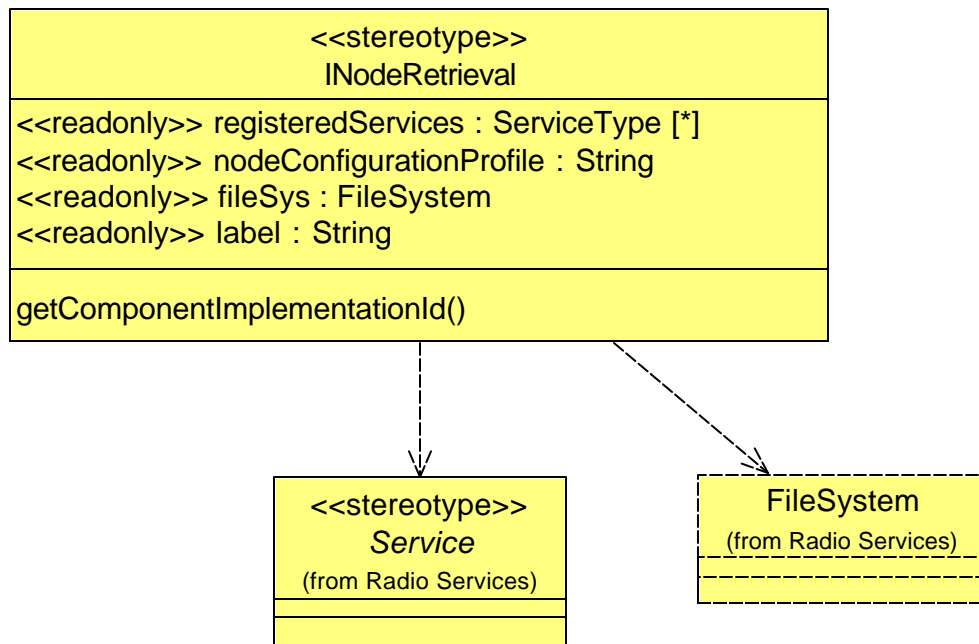 <<stereotype>>
INodeRetrieval
<<readonly>> registeredServices : ServiceType [*]
<<readonly>> nodeConfigurationProfile : String
<<readonly>> fileSys : FileSystem
<<readonly>> label : String
getComponentImplementationId()
<<stereotype>>
Service
(from Radio Services)
FileSystem
(from Radio Services)